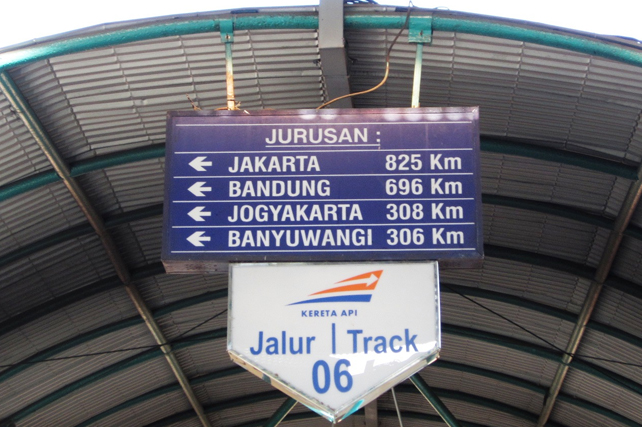 JURUSAN :
← JAKARTA 825 Km
← BANDUNG 696 Km
← JOGYAKARTA 308 Km
← BANYUWANGI 306 Km
KERETA API
Jalur | Track
06